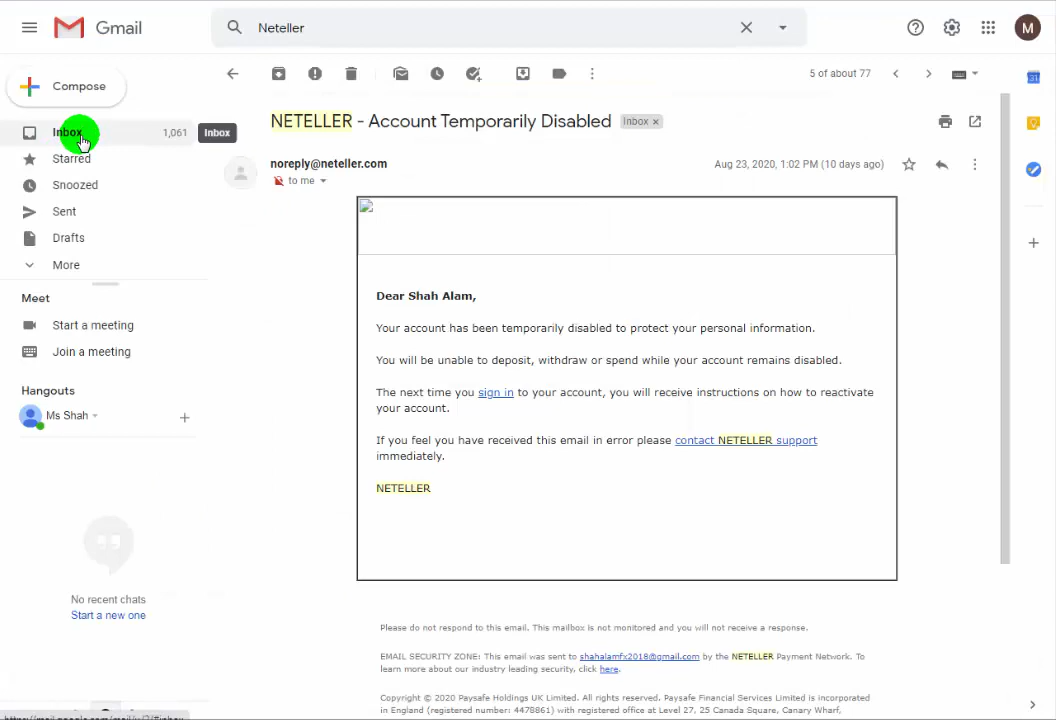 Gmail
Neteller
M
Compose
5 of about 77
Inbox
1,061
Inbox
Starred
Snoozed
Sent
Drafts
More
NETELLER - Account Temporarily Disabled
Inbox ×
noreply@neteller.com
Aug 23, 2020, 1:02 PM (10 days ago)
to me
Dear Shah Alam,
Your account has been temporarily disabled to protect your personal information.
You will be unable to deposit, withdraw or spend while your account remains disabled.
The next time you sign in to your account, you will receive instructions on how to reactivate
your account.
If you feel you have received this email in error please contact NETELLER support
immediately.
NETELLER
Meet
Start a meeting
Join a meeting
Hangouts
Ms Shah
No recent chats
Start a new one
Please do not respond to this email. This mailbox is not monitored and you will not receive a response.
EMAIL SECURITY ZONE: This email was sent to shahalamfx2018@gmail.com by the NETELLER Payment Network. To
learn more about our industry leading security, click here.
Copyright © 2020 Paysafe Holdings UK Limited. All rights reserved. Paysafe Financial Services Limited is incorporated
in England (registered number: 4478861) with registered office at Level 27, 25 Canada Square, Canary Wharf,